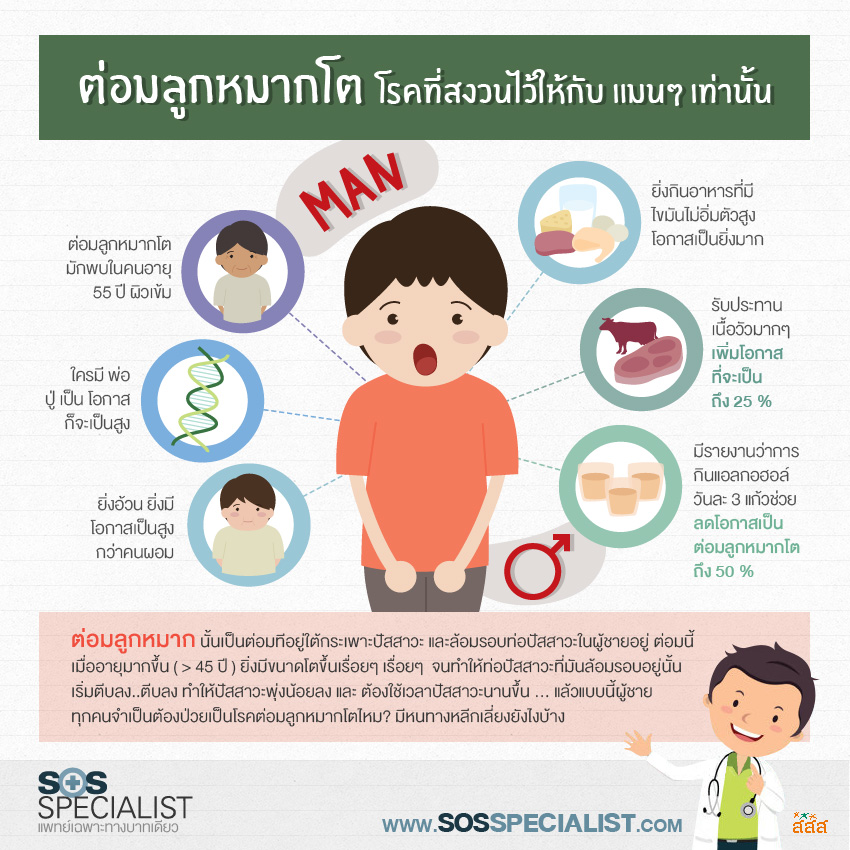 ต่อมลูกหมากโต โรคที่สงวนไว้ให้กับ แมนๆ เท่านั้น
MAN
ต่อมลูกหมากโต
มักพบในคนอายุ
55 ปี ผิวเข้ม
ใครมี พ่อ
ปู่ เป็น โอกาส
ก็จะเป็นสูง
ยิ่งอ้วน ยิ่งมี
โอกาสเป็นสูง
กว่าคนผอม
ยิ่งกินอาหารที่มี
ไขมันไม่อิ่มตัวสูง
โอกาสเป็นยิ่งมาก
รับประทาน
เนื้อวัวมากๆ
เพิ่มโอกาส
ที่จะเป็น
ถึง 25 %
มีรายงานว่าการ
กินแอลกอฮอล์
วันละ 3 แก้วช่วย
ลดโอกาสเป็น
ต่อมลูกหมากโต
ถึง 50 %
ต่อมลูกหมาก นั้นเป็นต่อมทีอยู่ใต้กระเพาะปัสสาวะ และล้อมรอบท่อปัสสาวะในผู้ชายอยู่ ต่อมนี้
เมื่ออายุมากขึ้น ( > 45 ปี ) ยิ่งมีขนาดโตขึ้นเรื่อยๆ เรื่อยๆ จนทำให้ท่อปัสสาวะที่มันล้อมรอบอยู่นั้น
เริ่มตีบลง..ตีบลง ทำให้ปัสสาวะพุ่งน้อยลง และ ต้องใช้เวลาปัสสาวะนานขึ้น ... แล้วแบบนี้ผู้ชาย
ทุกคนจำเป็นต้องป่วยเป็นโรคต่อมลูกหมากโตไหม? มีหนทางหลีกเลี่ยงยังไงบ้าง
SOS
SPECIALIST
แพทย์เฉพาะทางบาทเดียว
WWW.SOSSPECIALIST.COM
สสส